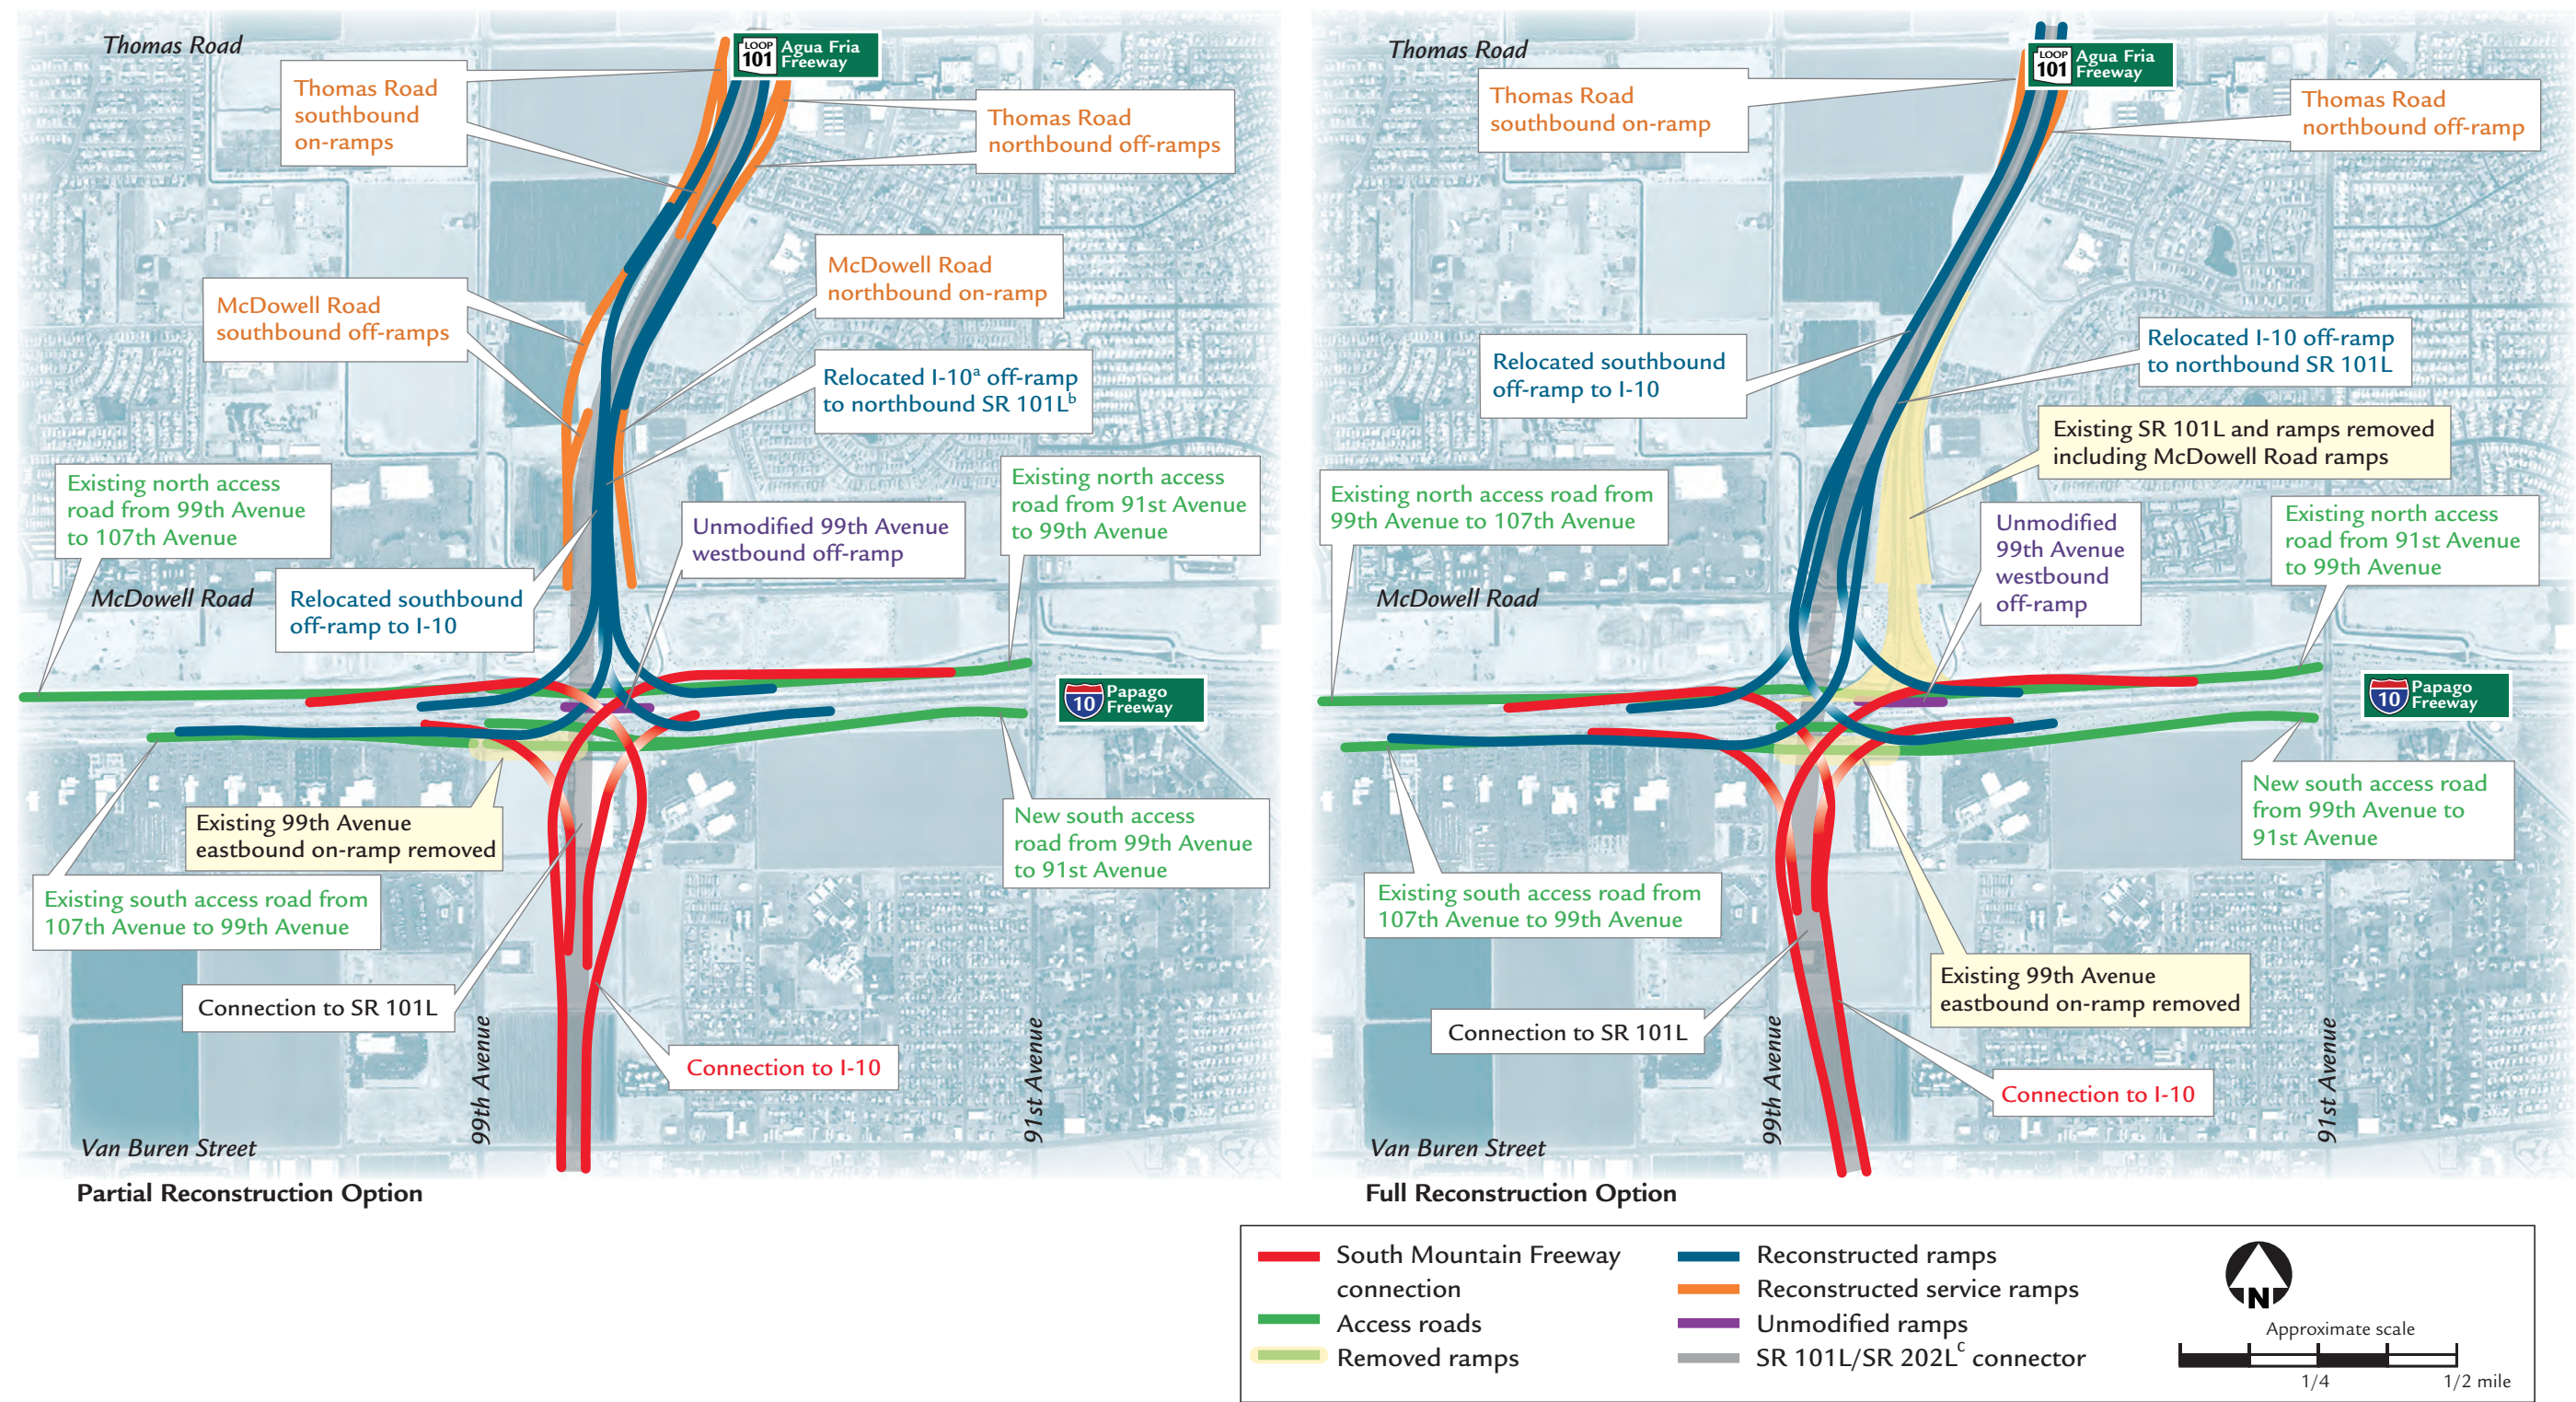 Thomas Road
LOOP
101
Agua Fria
Freeway
Thomas Road
southbound
on-ramps
Thomas Road
northbound off-ramps
McDowell Road
northbound on-ramp
McDowell Road
southbound off-ramps
Relocated I-10a off-ramp
to northbound SR 101Lb
Existing north access
road from 99th Avenue
to 107th Avenue
Existing north access
road from 91st Avenue
to 99th Avenue
Unmodified 99th Avenue
westbound off-ramp
McDowell Road
Relocated southbound
off-ramp to I-10
10
Papago
Freeway
Existing 99th Avenue
eastbound on-ramp removed
New south access
road from 99th Avenue
to 91st Avenue
Existing south access road from
107th Avenue to 99th Avenue
Connection to SR 101L
Connection to I-10
99th Avenue
91st Avenue
Van Buren Street
Partial Reconstruction Option
Thomas Road
LOOP
101
Agua Fria
Freeway
Thomas Road
southbound on-ramp
Thomas Road
northbound off-ramp
Relocated southbound
off-ramp to I-10
Relocated I-10 off-ramp
to northbound SR 101L
Existing SR 101L and ramps removed
including McDowell Road ramps
Existing north access road from
99th Avenue to 107th Avenue
Unmodified
99th Avenue
westbound
off-ramp
Existing north access
road from 91st Avenue
to 99th Avenue
McDowell Road
10
Papago
Freeway
New south access road
from 99th Avenue to
91st Avenue
Existing south access road from
107th Avenue to 99th Avenue
Existing 99th Avenue
eastbound on-ramp removed
Connection to SR 101L
Connection to I-10
99th Avenue
91st Avenue
Van Buren Street
Full Reconstruction Option
South Mountain Freeway
connection
Access roads
Removed ramps
Reconstructed ramps
Reconstructed service ramps
Unmodified ramps
SR 101L/SR 202Lc connector
N
Approximate scale
1/4
1/2 mile